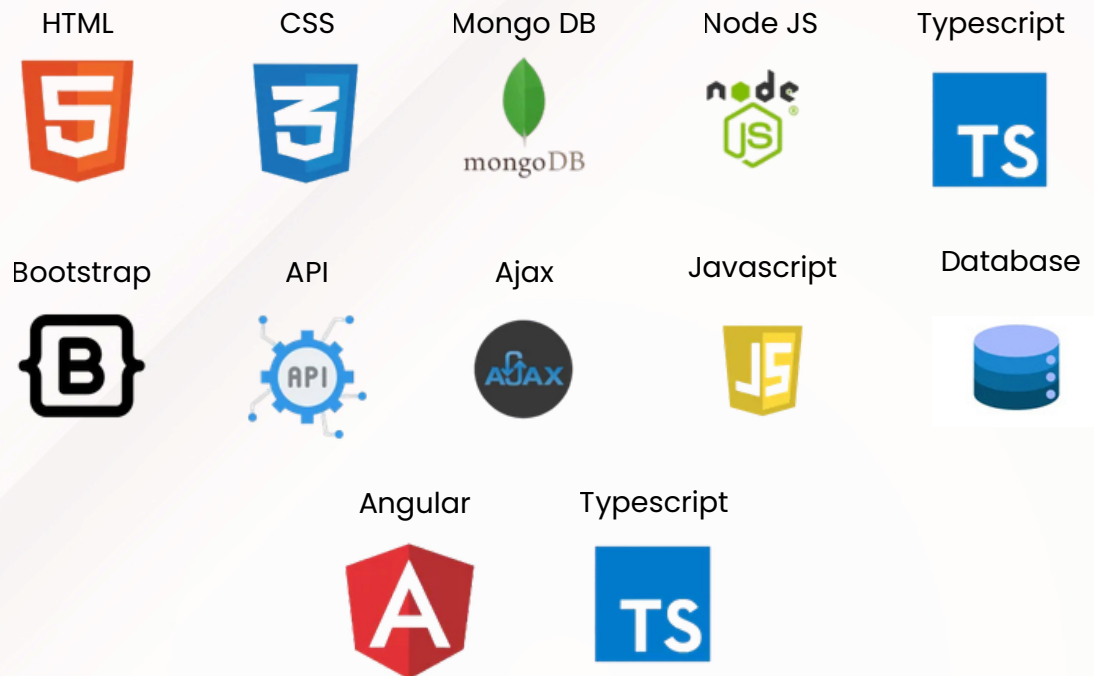 HTML
CSS
Mongo DB
Node JS
Typescript
5
3
mongoDB
node
JS
®
TS
Bootstrap
API
Ajax
Javascript
Database
B
API
AJAX
JS
Angular
Typescript
A
TS